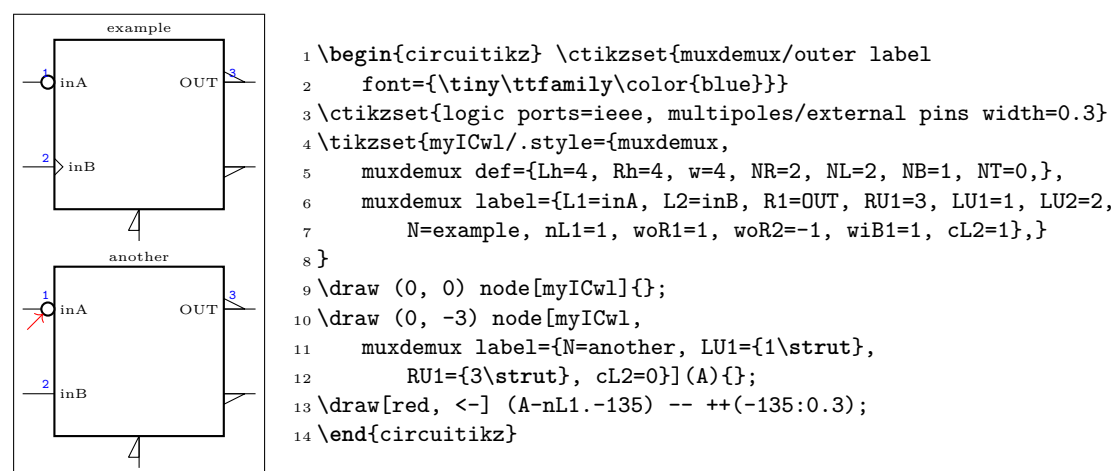 example
1
inA
OUT
3
2
inB
another
1
inA
OUT
3
2
inB
1 \begin{circuitikz} \ctikzset{muxdemux/outer label
2     font={\tiny\ttfamily\color{blue}}}
3 \ctikzset{logic ports=ieee, multipoles/external pins width=0.3}
4 \tikzset{myICwl/.style={muxdemux,
5     muxdemux def={Lh=4, Rh=4, w=4, NR=2, NL=2, NB=1, NT=0,},
6     muxdemux label={L1=inA, L2=inB, R1=OUT, RU1=3, LU1=1, LU2=2,
7         N=example, nL1=1, woR1=1, woR2=-1, wiB1=1, cL2=1},}
8 }
9 \draw (0, 0) node[myICwl]{};
10 \draw (0, -3) node[myICwl,
11     muxdemux label={N=another, LU1={1\strut},
12         RU1={3\strut}, cL2=0}](A){};
13 \draw[red, <-] (A-nL1.-135) -- ++(-135:0.3);
14 \end{circuitikz}